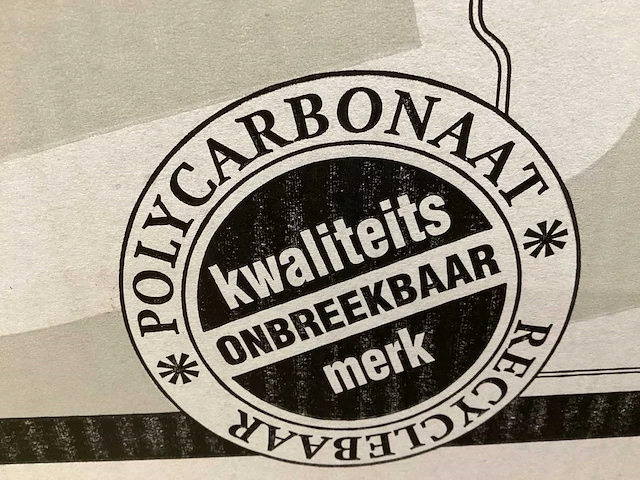 POLYCARBONAAT * RECYCLEBAAR *
kwaliteits
ONBREEKBAAR
merk